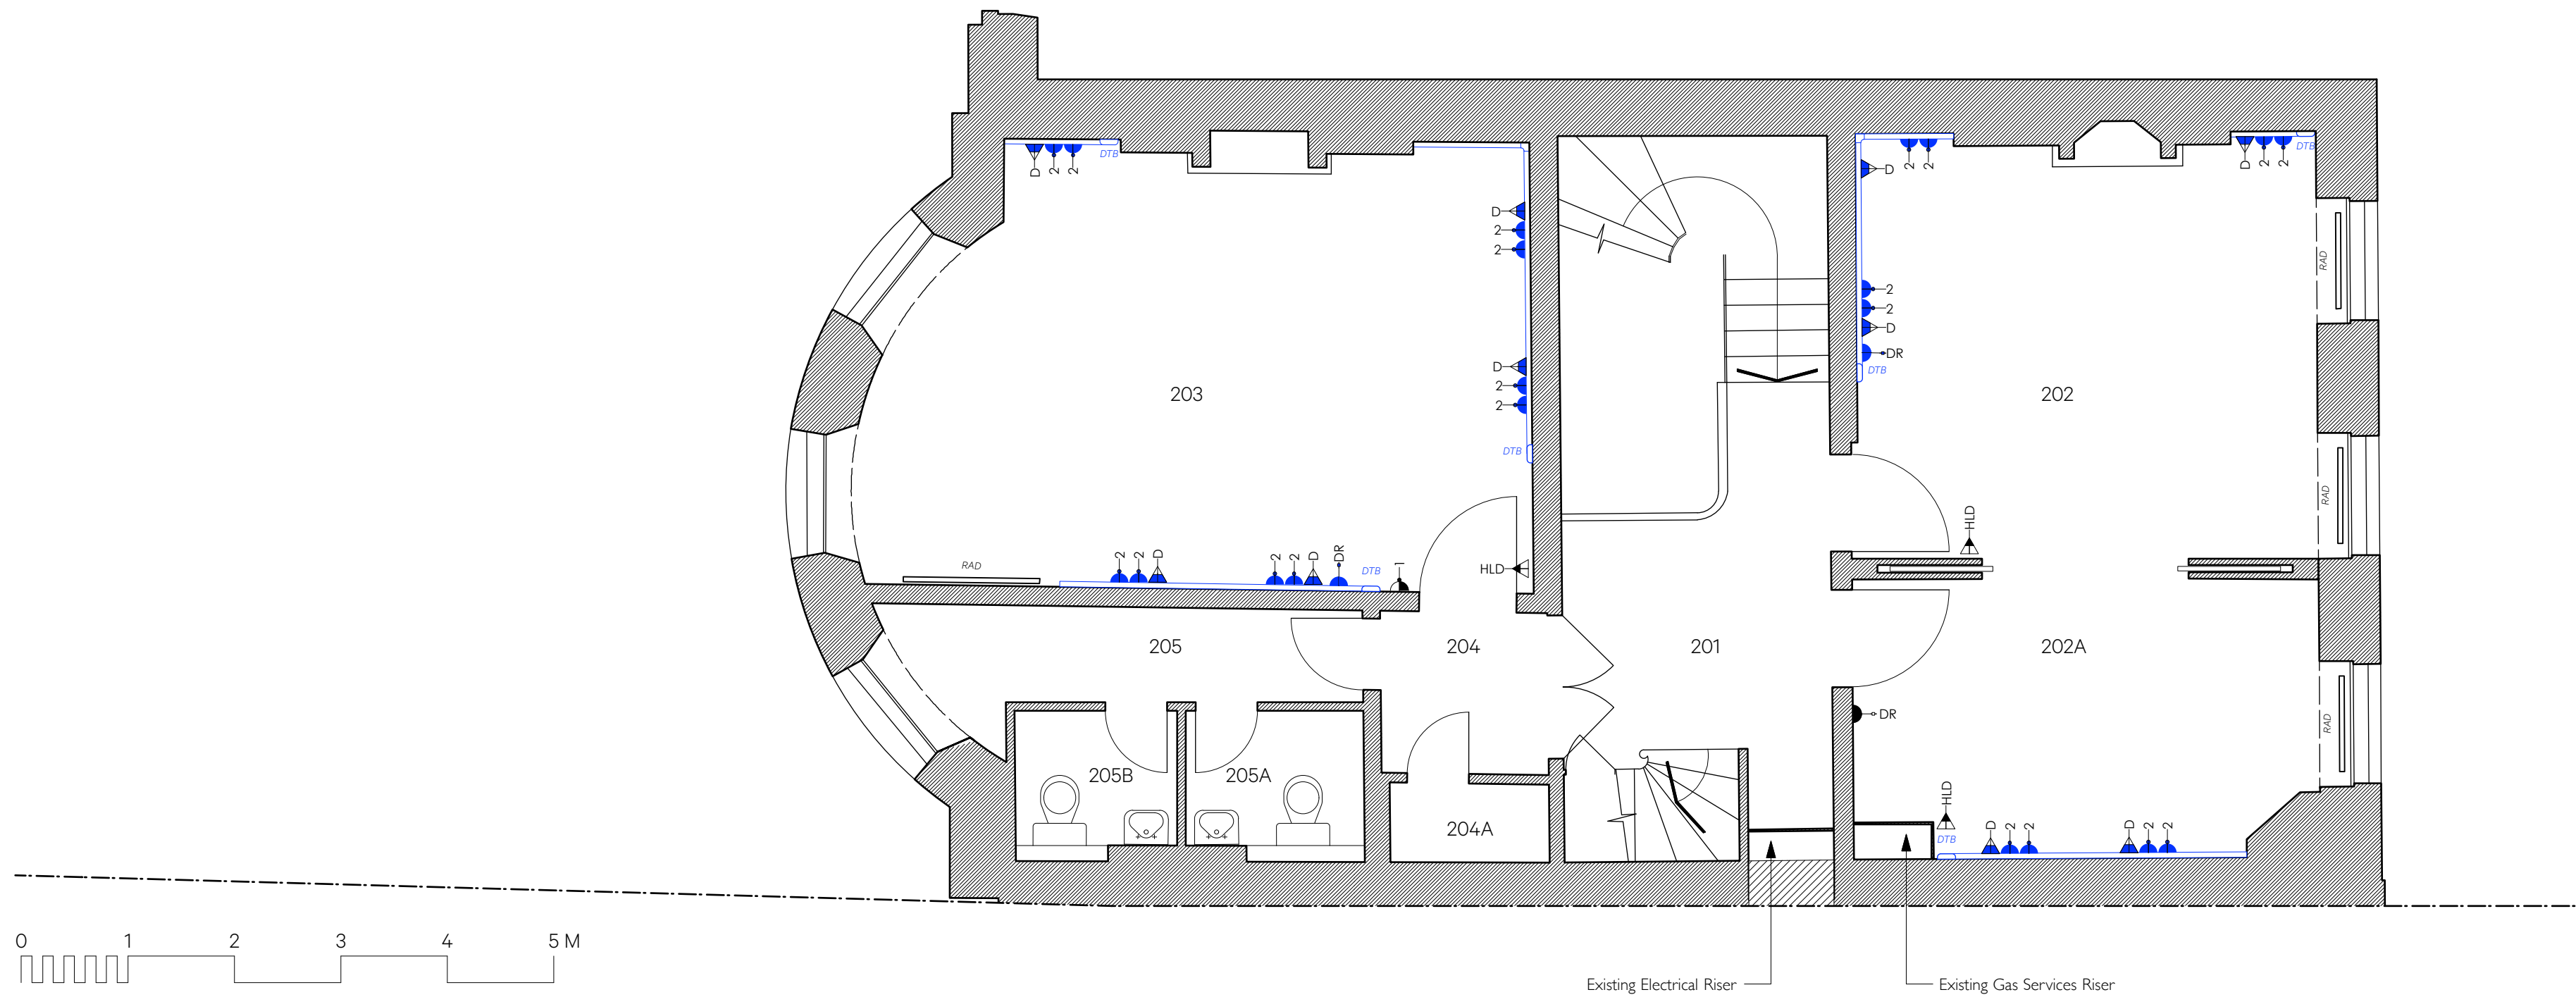 D 2 2 DTB
2 2
D 2 2 DTB
D
D
2
2
RAD
2
2
D
DR
DTB
D
2
2
DTB
203
202
RAD
HLD
RAD
2 2 D 2 2 D DR DTB 1
HLD
205
204
201
202A
DR
RAD
205B
205A
204A
HLD
DTB
D 2 2 D 2 2
0 1 2 3 4 5 M
Existing Electrical Riser
Existing Gas Services Riser